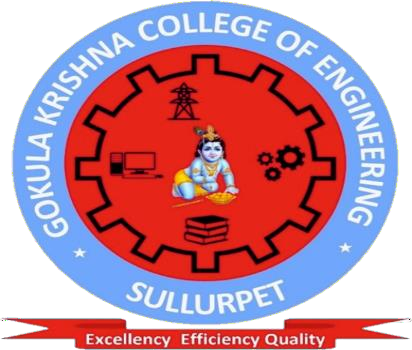 GOKULA KRISHNA COLLEGE OF ENGINEERING
SULLURPET
Excellency Efficiency Quality